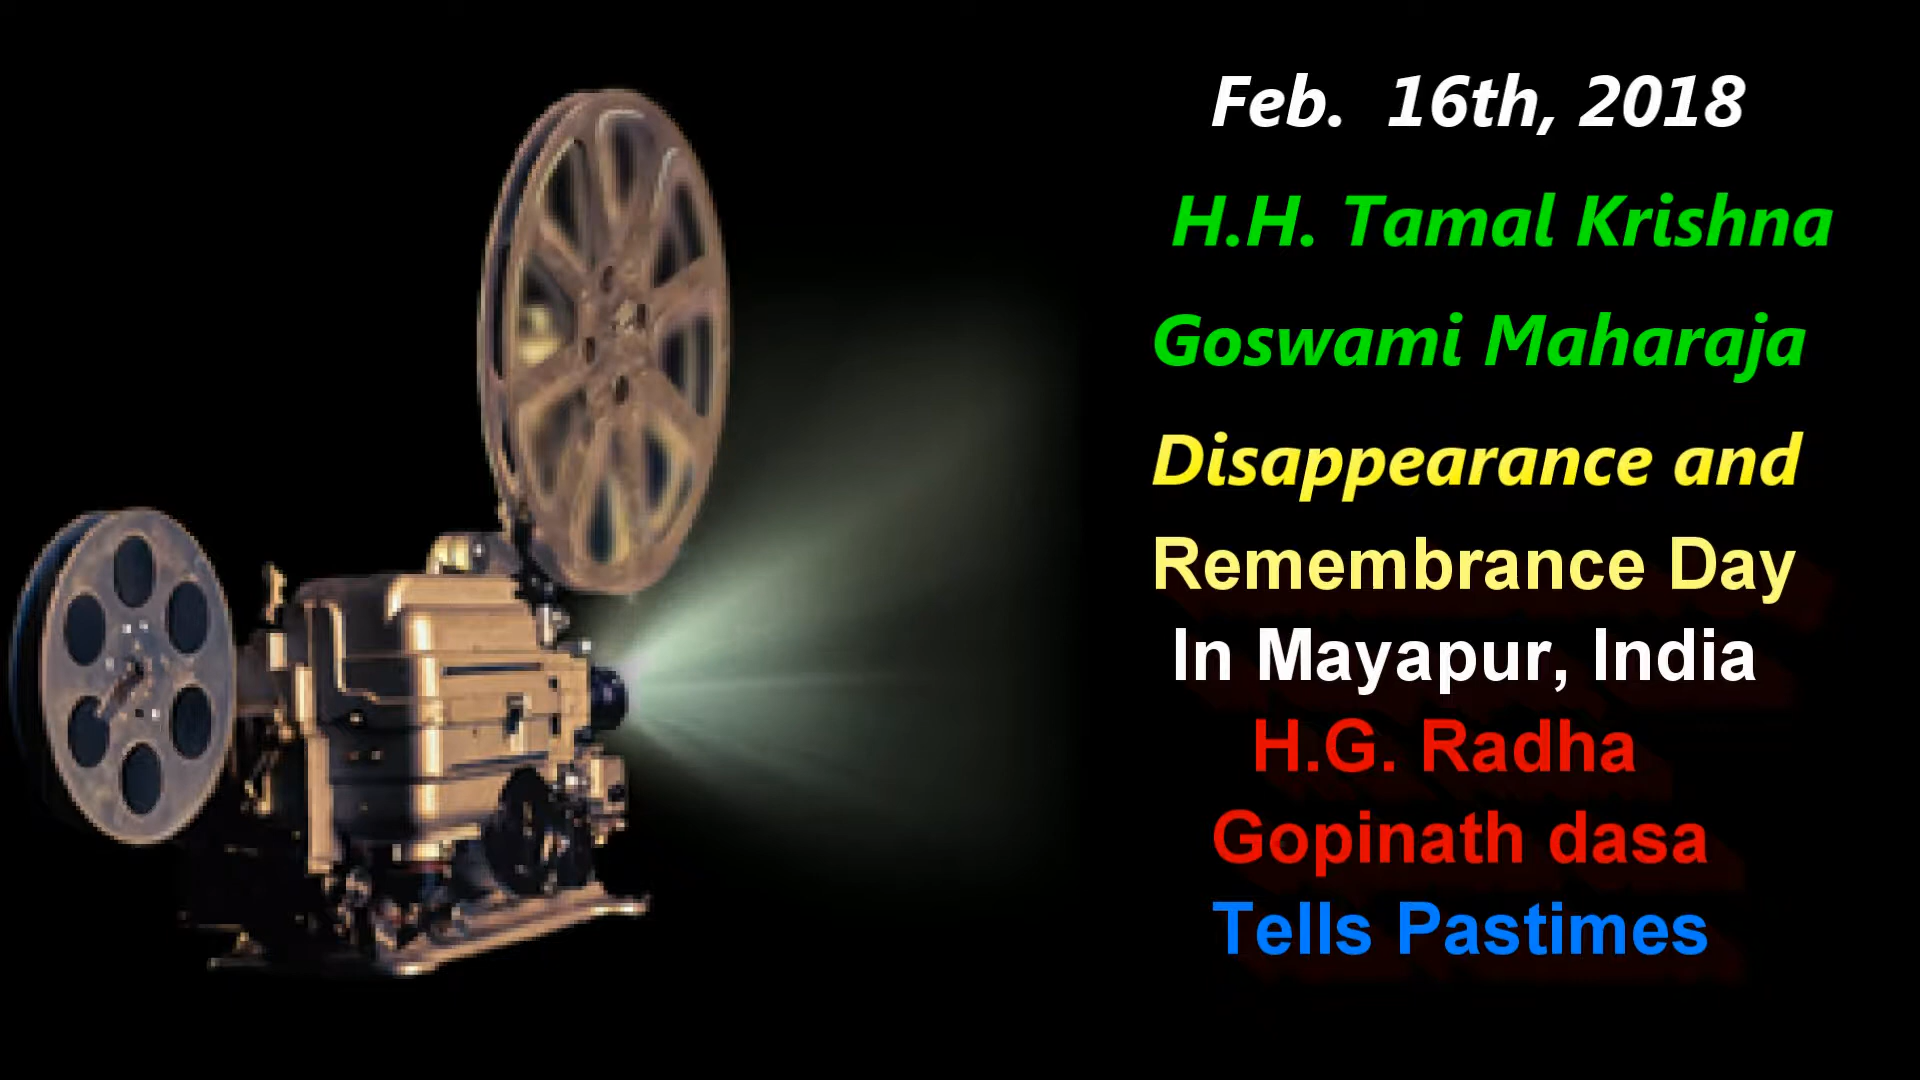 Feb. 16th, 2018
H.H. Tamal Krishna
Goswami Maharaja
Disappearance and
Remembrance Day
In Mayapur, India
H.G. Radha
Gopinath dasa
Tells Pastimes